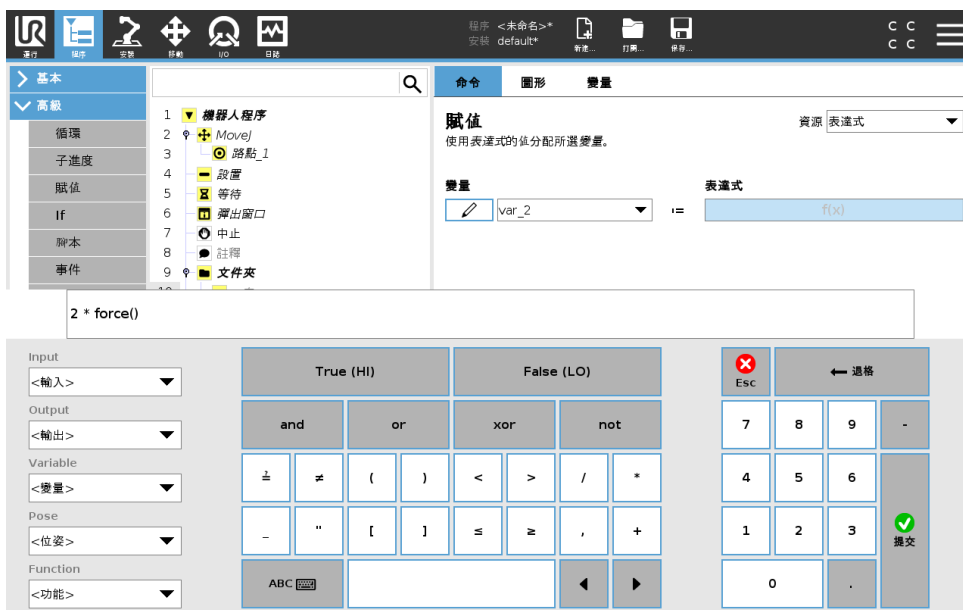 程序 <未命名>*
安裝 default*
運行
程序
安裝
移動
I/O
日誌
新建...
打開...
保存...
C C
C C
基本
高級
循環
子進度
賦值
If
腳本
事件
1 機器人程序
2 MoveJ
3 路點_1
4 設置
5 等待
6 彈出窗口
7 中止
8 註釋
9 文件夾
命令 圖形 變量
賦值
資源 表達式
使用表達式的值分配所選變量。
變量 表達式
var_2 := f(x)
2 * force()
Input
<輸入>
Output
<輸出>
Variable
<變量>
Pose
<位姿>
Function
<功能>
True (HI) False (LO)
and or xor not
≟ ≠ ( ) < > / *
_ " [ ] ≤ ≥ , +
ABC
Esc 退格
7 8 9 -
4 5 6
1 2 3 提交
0 .